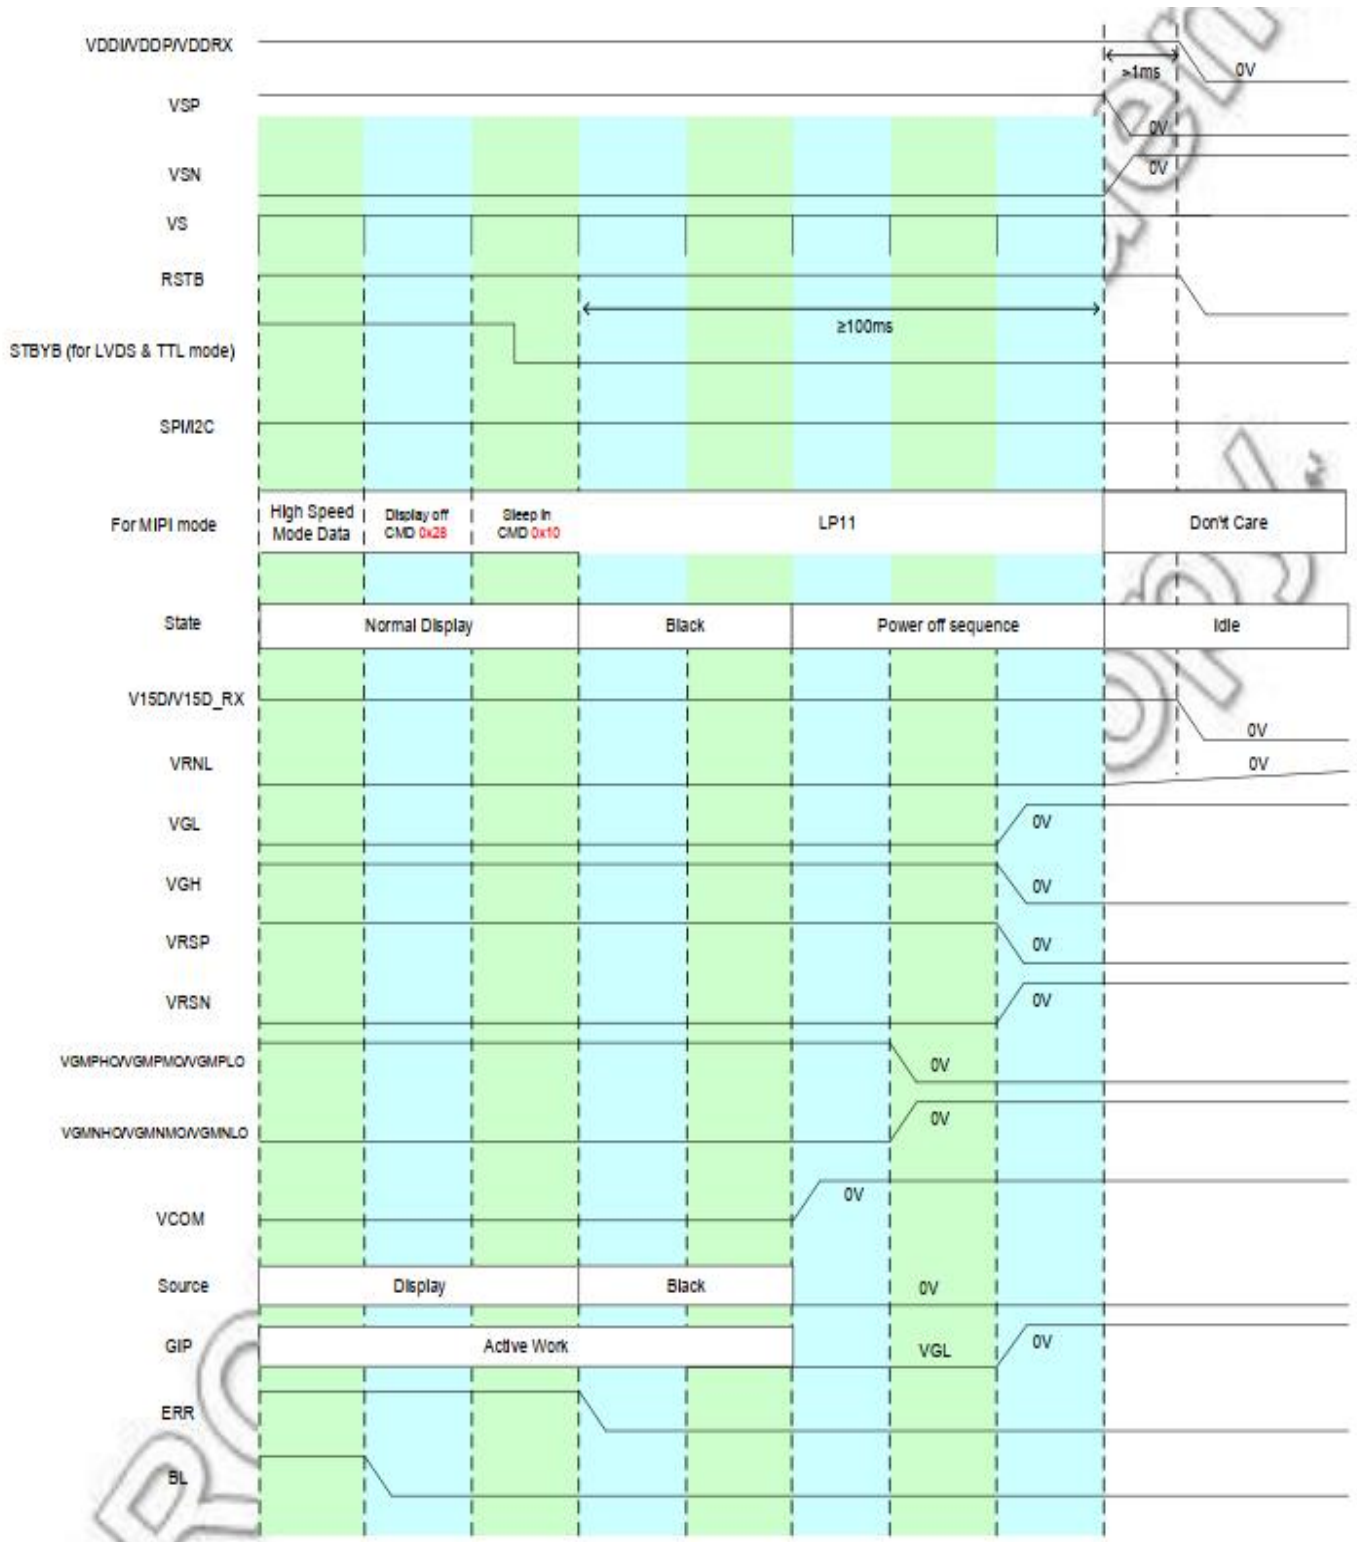 VDDI/VDDP/VDDRX
>1ms
0V
VSP
0V
VSN
0V
VS
RSTB
≥100ms
STBYB (for LVDS & TTL mode)
SPI/I2C
For MIPI mode
High Speed
Mode Data
Display off
CMD 0x28
Sleep in
CMD 0x10
LP11
Don't Care
State
Normal Display
Black
Power off sequence
Idle
V15D/V15D_RX
0V
VRNL
0V
VGL
0V
VGH
0V
VRSP
0V
VRSN
0V
VGMPHO/VGMPMO/VGMPLO
0V
VGMNHO/VGMNMO/VGMNLO
0V
VCOM
0V
Source
Display
Black
0V
GIP
Active Work
VGL
0V
ERR
BL